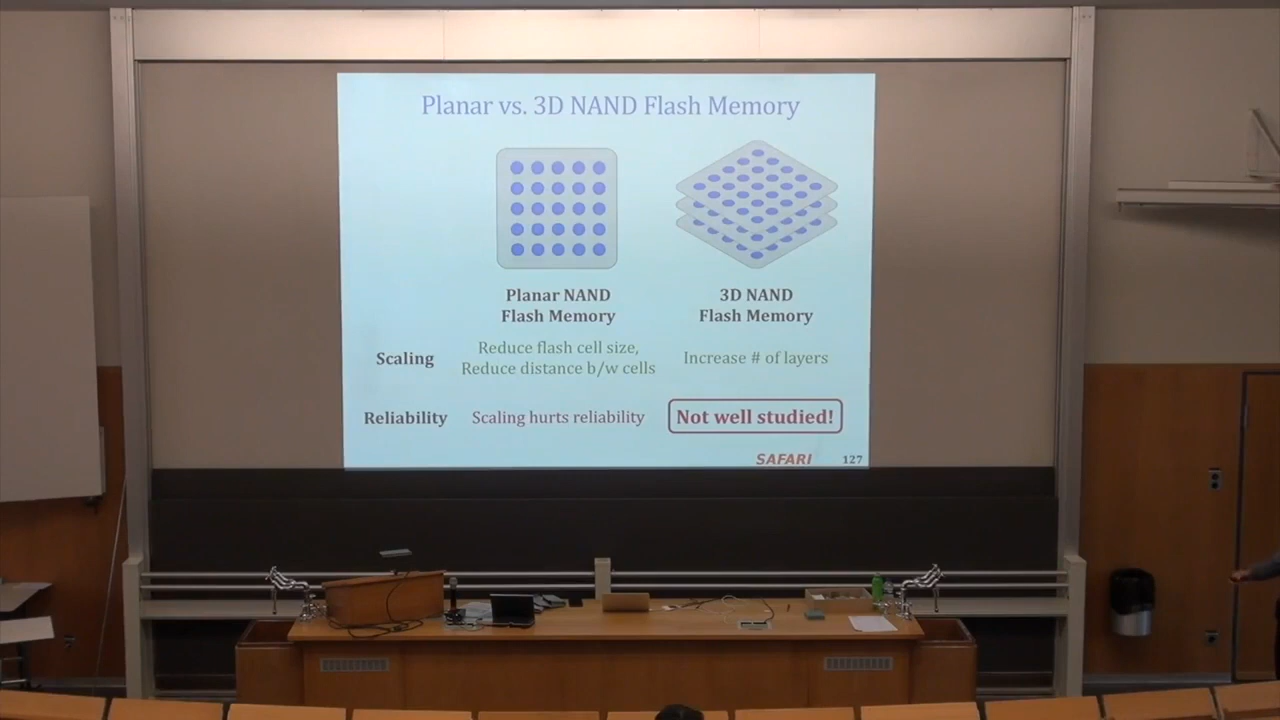 Planar vs. 3D NAND Flash Memory
Planar NAND
Flash Memory
3D NAND
Flash Memory
Scaling
Reduce flash cell size,
Reduce distance b/w cells
Increase # of layers
Reliability
Scaling hurts reliability
Not well studied!
SAFARI
127